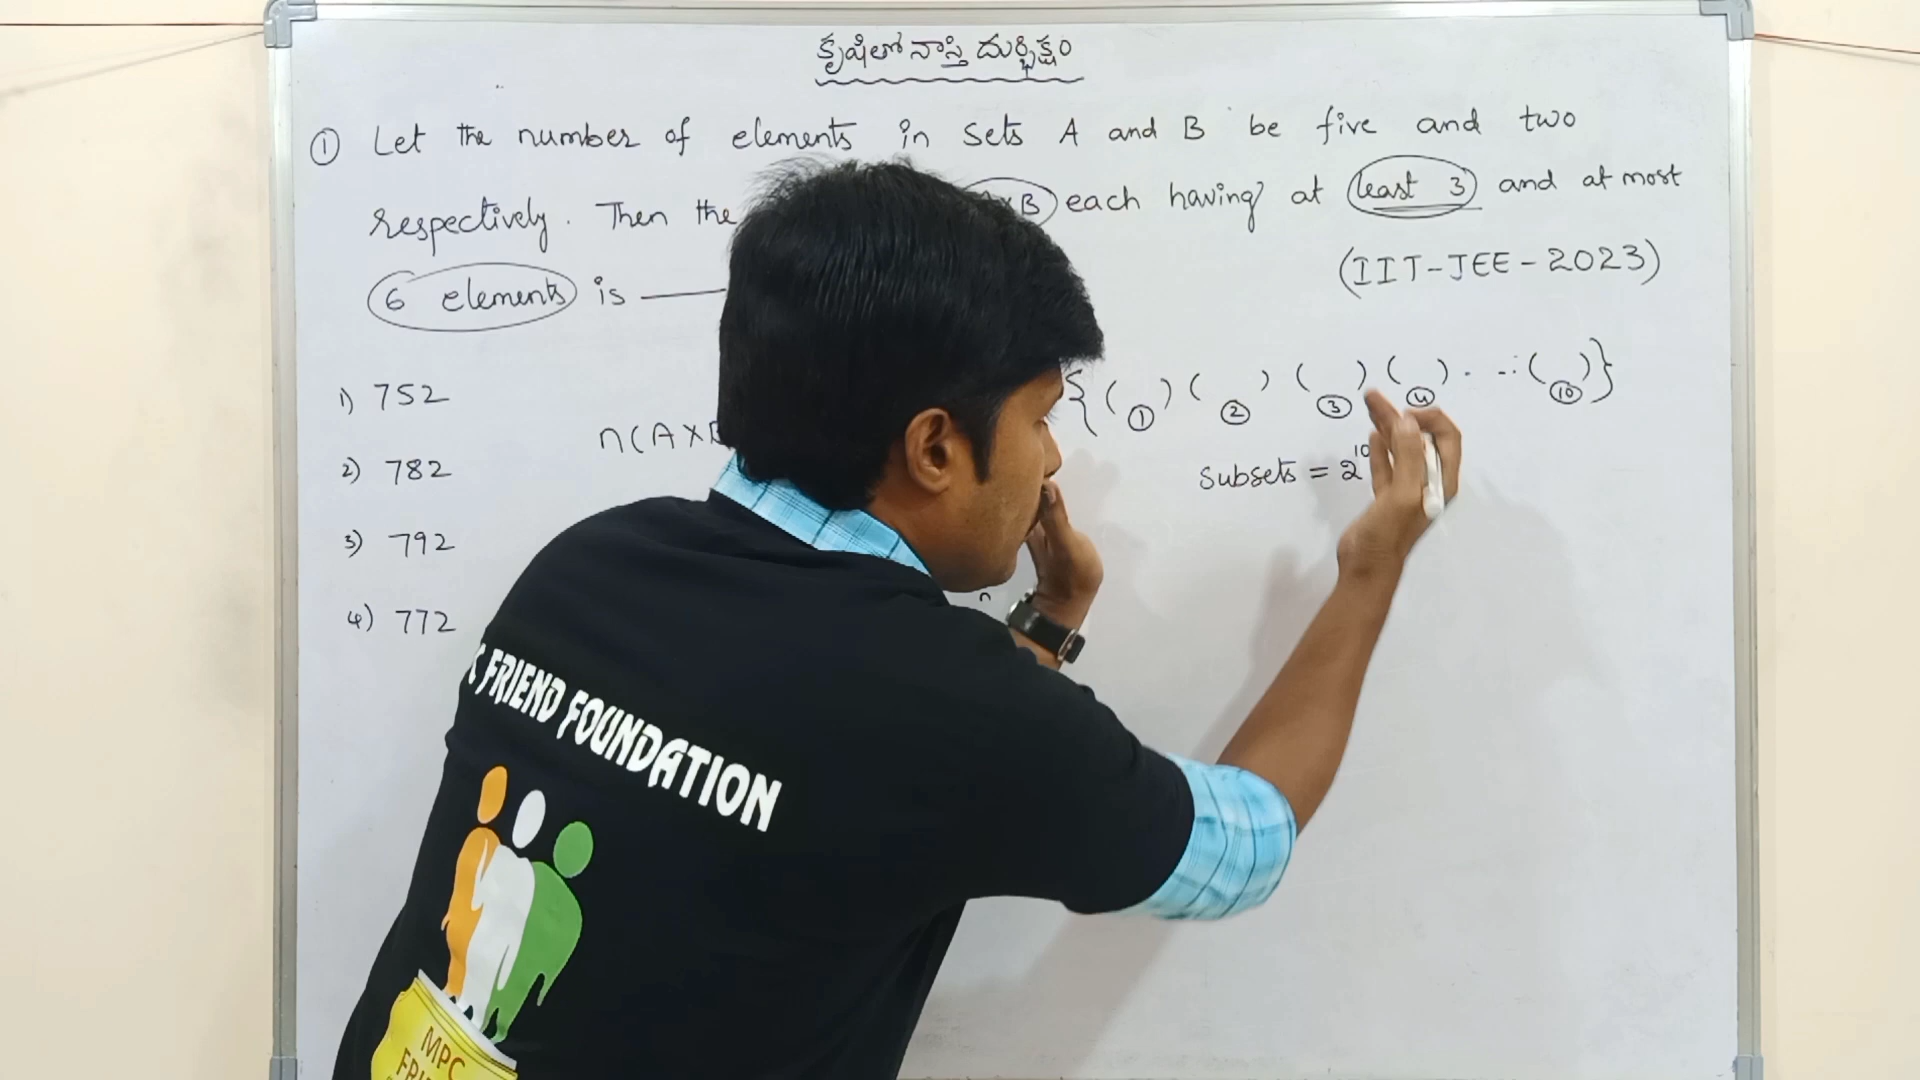 కృషితో నాస్తి దుర్భిక్షం
① Let the number of elements in Sets A and B be five and two
respectively. Then the ×B each having at least 3 and at most
6 elements is ———
(IIT-JEE-2023)
1) 752
2) 782
3) 792
4) 772
n(A×B
{( ① ) ( ② ) ( ③ ) ( ④ ) - - - : ( ⑩ )}
Subsets = 2^10
n
FRIEND FOUNDATION
MPC